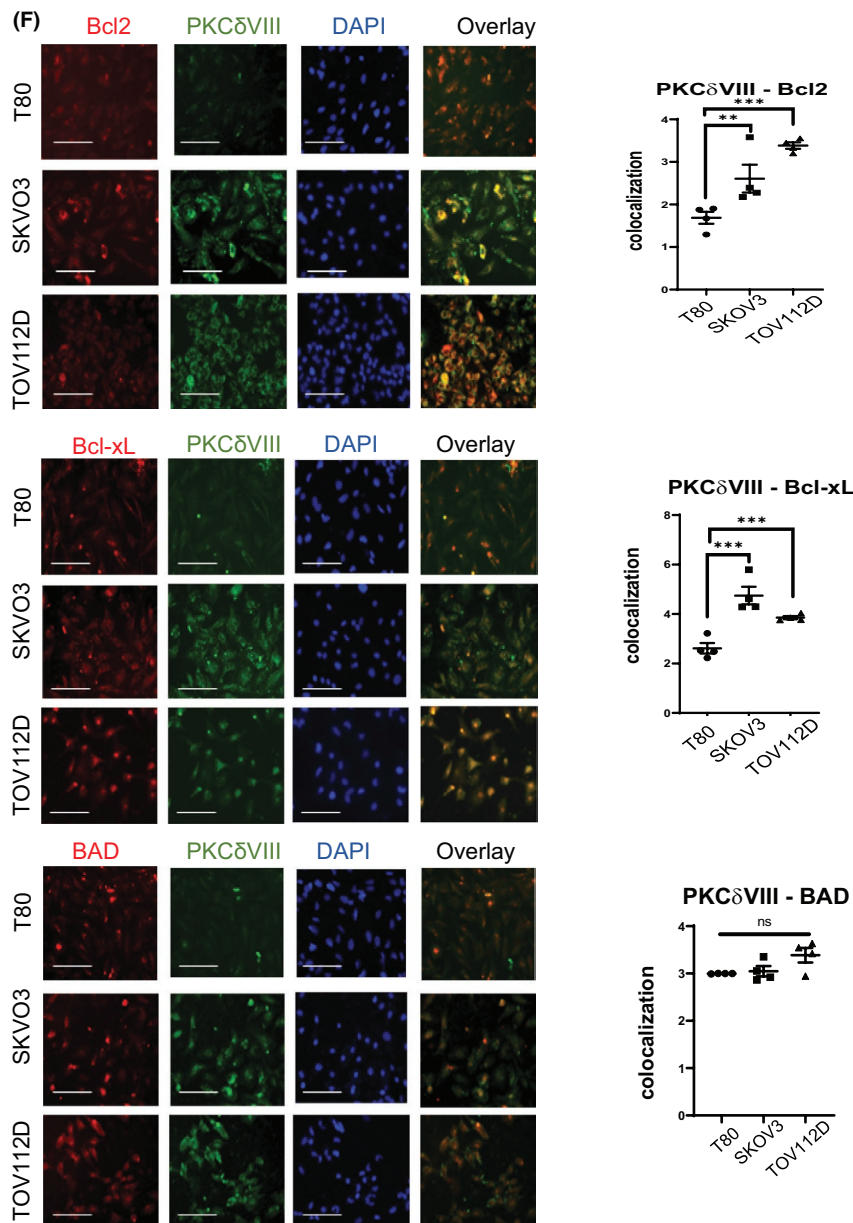 (F)
Bcl2 PKCδVIII DAPI Overlay
T80
SKVO3
TOV112D
PKCδVIII - Bcl2
***
**
colocalization
4
3
2
1
0
T80
SKOV3
TOV112D
Bcl-xL PKCδVIII DAPI Overlay
T80
SKVO3
TOV112D
PKCδVIII - Bcl-xL
***
***
colocalization
8
6
4
2
0
T80
SKOV3
TOV112D
BAD PKCδVIII DAPI Overlay
T80
SKVO3
TOV112D
PKCδVIII - BAD
ns
colocalization
4
3
2
1
0
T80
SKOV3
TOV112D